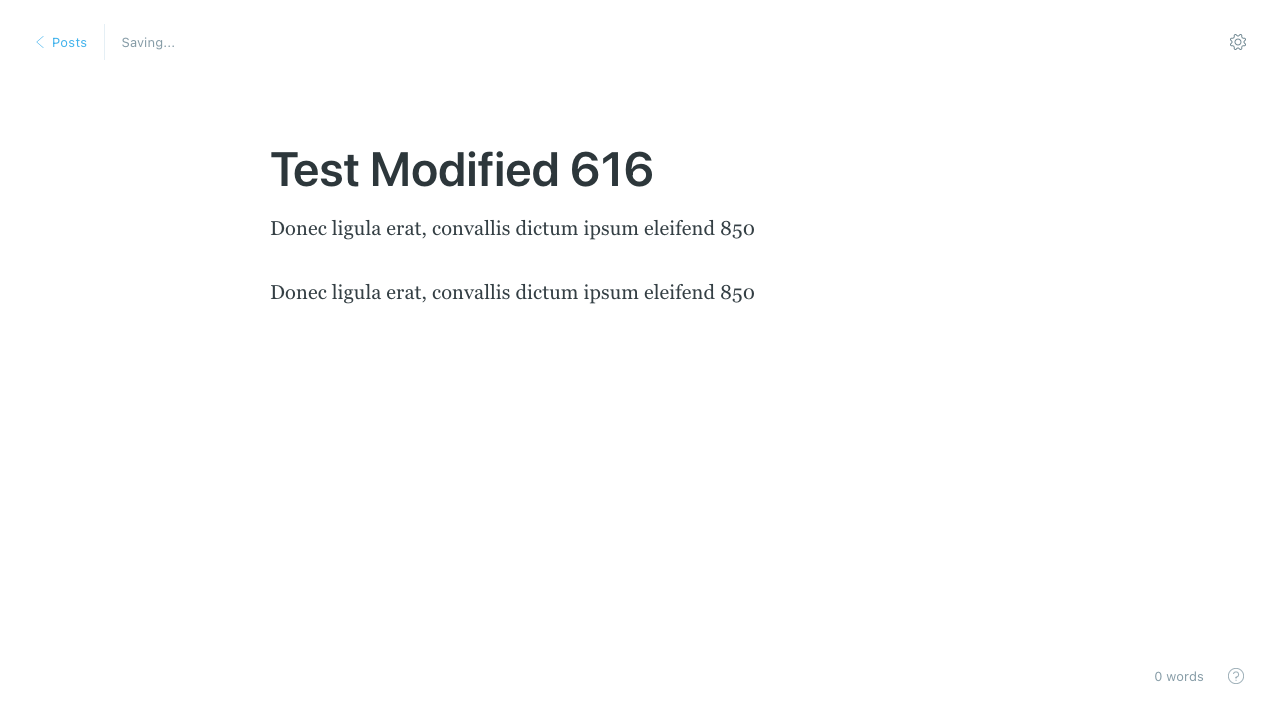 Posts
Saving...
Test Modified 616
Donec ligula erat, convallis dictum ipsum eleifend 850
Donec ligula erat, convallis dictum ipsum eleifend 850
0 words
?